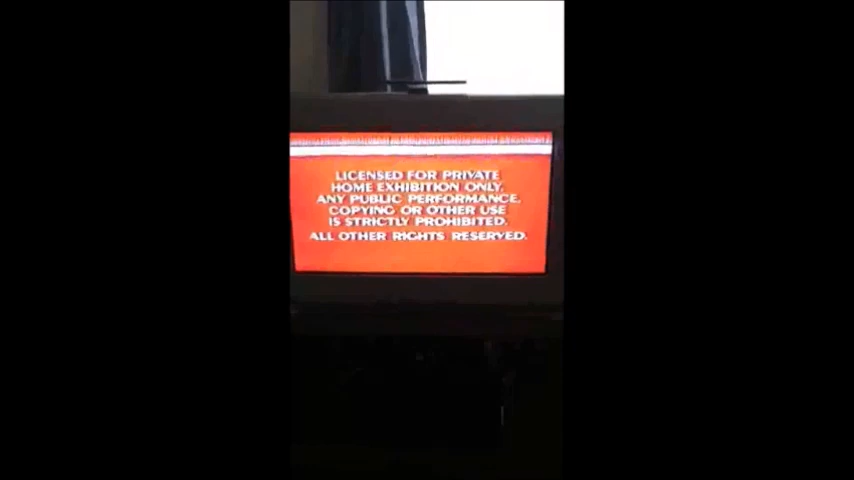 LICENSED FOR PRIVATE
HOME EXHIBITION ONLY.
ANY PUBLIC PERFORMANCE,
COPYING OR OTHER USE
IS STRICTLY PROHIBITED.
ALL OTHER RIGHTS RESERVED.